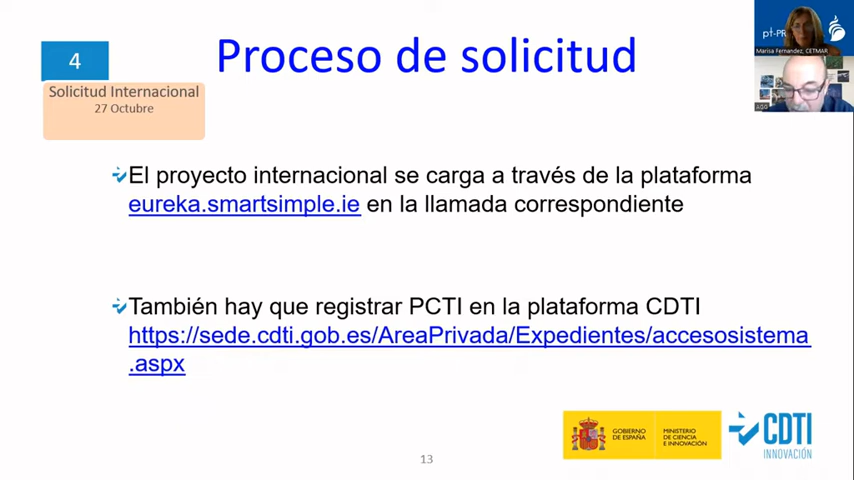 4
Proceso de solicitud
Solicitud Internacional
27 Octubre
El proyecto internacional se carga a través de la plataforma
eureka.smartsimple.ie en la llamada correspondiente
También hay que registrar PCTI en la plataforma CDTI
https://sede.cdti.gob.es/AreaPrivada/Expedientes/accesosistema
.aspx
GOBIERNO
DE ESPAÑA
MINISTERIO
DE CIENCIA
E INNOVACIÓN
CDTI
INNOVACIÓN
13
Marisa Fernandez, CETMAR